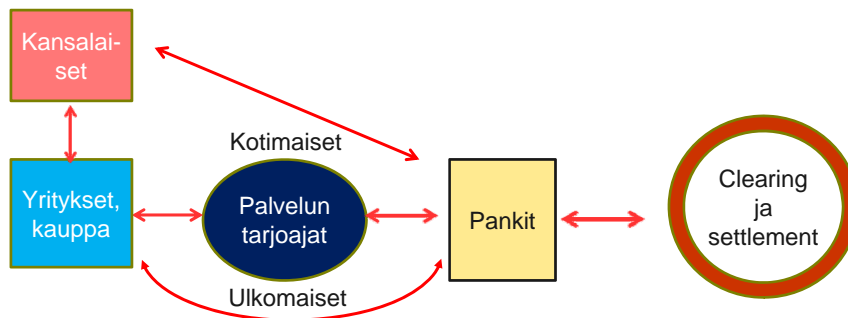 Kansalai-
set
Kotimaiset
Yritykset,
kauppa
Palvelun
tarjoajat
Pankit
Clearing
ja
settlement
Ulkomaiset